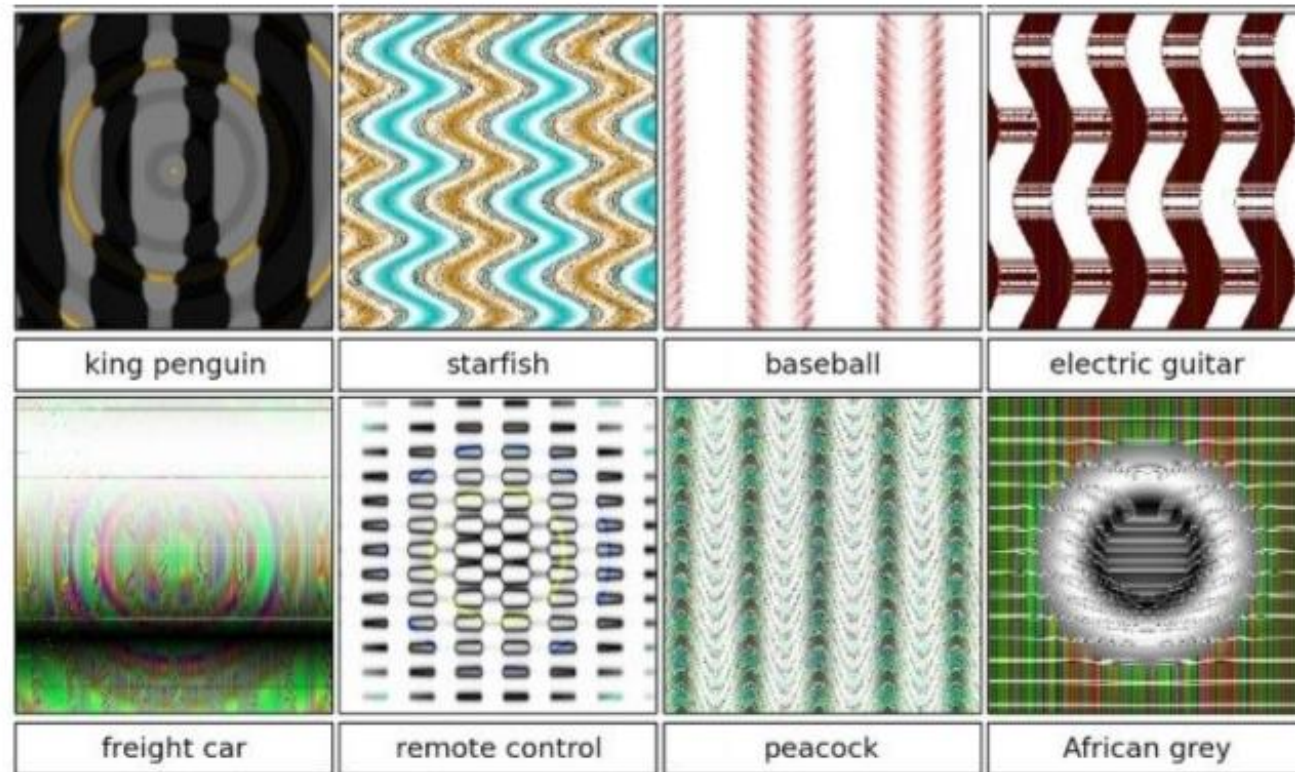 king penguin
starfish
baseball
electric guitar
freight car
remote control
peacock
African grey